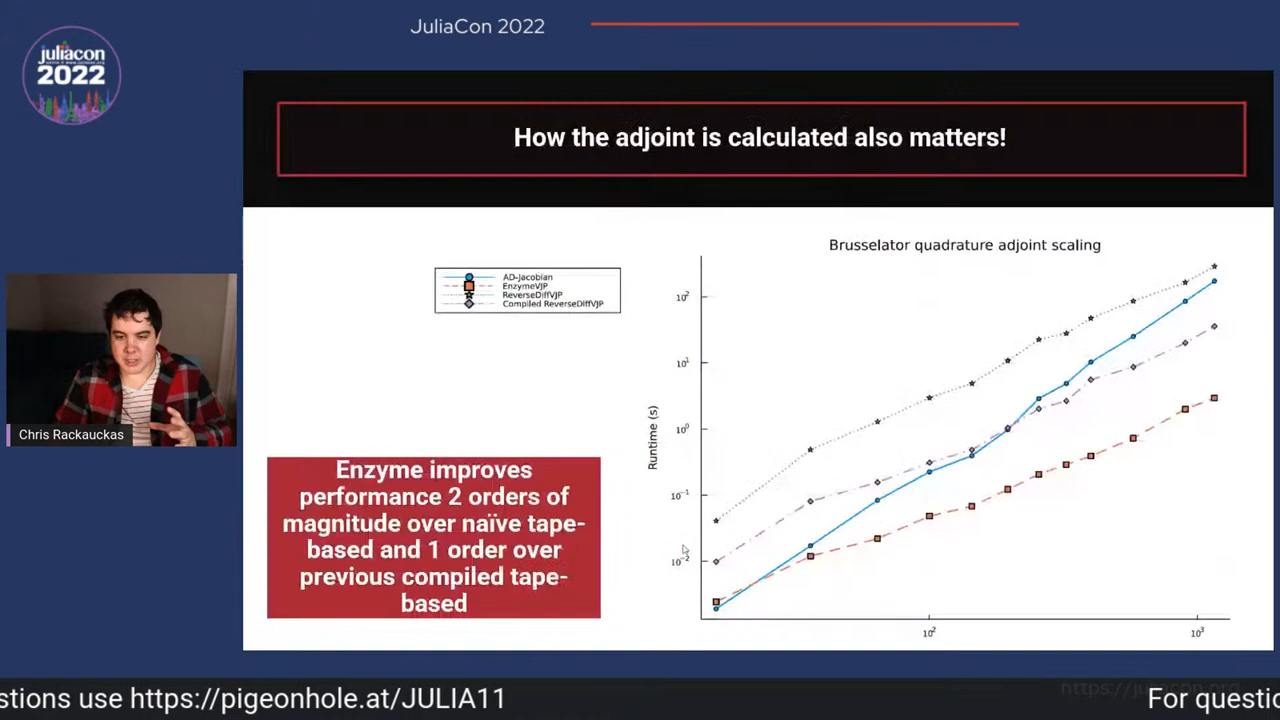 JuliaCon 2022
juliacon
2022
How the adjoint is calculated also matters!
Brusselator quadrature adjoint scaling
AD-Jacobian
EnzymeVJP
ReverseDiffVJP
Compiled ReverseDiffVJP
Runtime (s)
10²
10¹
10⁰
10⁻¹
10⁻²
10²
10³
Chris Rackauckas
Enzyme improves
performance 2 orders of
magnitude over naïve tape-
based and 1 order over
previous compiled tape-
based
stions use https://pigeonhole.at/JULIA11
For questio